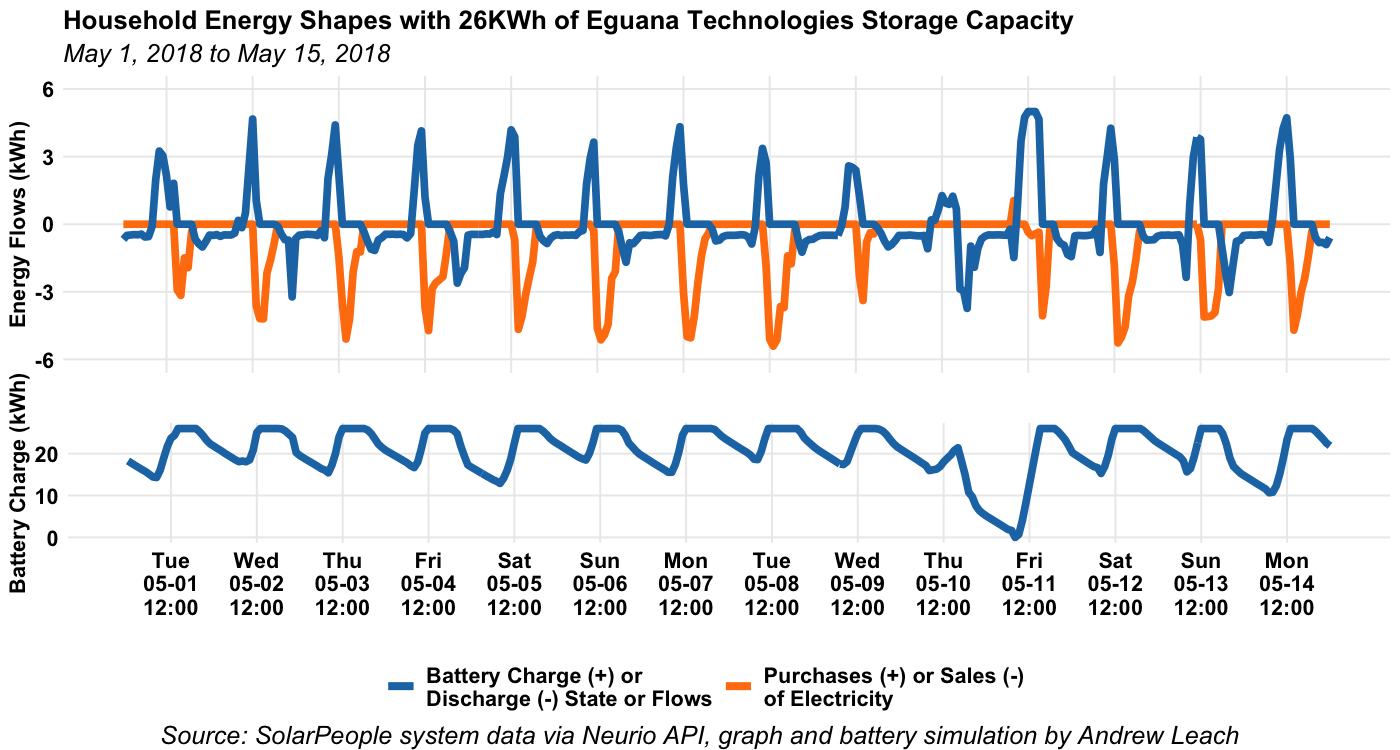 Household Energy Shapes with 26KWh of Eguana Technologies Storage Capacity
May 1, 2018 to May 15, 2018
Energy Flows (kWh)
6
3
0
-3
-6
Battery Charge (kWh)
20
10
0
Tue Wed Thu Fri Sat Sun Mon Tue Wed Thu Fri Sat Sun Mon
05-01 05-02 05-03 05-04 05-05 05-06 05-07 05-08 05-09 05-10 05-11 05-12 05-13 05-14
12:00 12:00 12:00 12:00 12:00 12:00 12:00 12:00 12:00 12:00 12:00 12:00 12:00 12:00
Battery Charge (+) or
Discharge (-) State or Flows
Purchases (+) or Sales (-)
of Electricity
Source: SolarPeople system data via Neurio API, graph and battery simulation by Andrew Leach